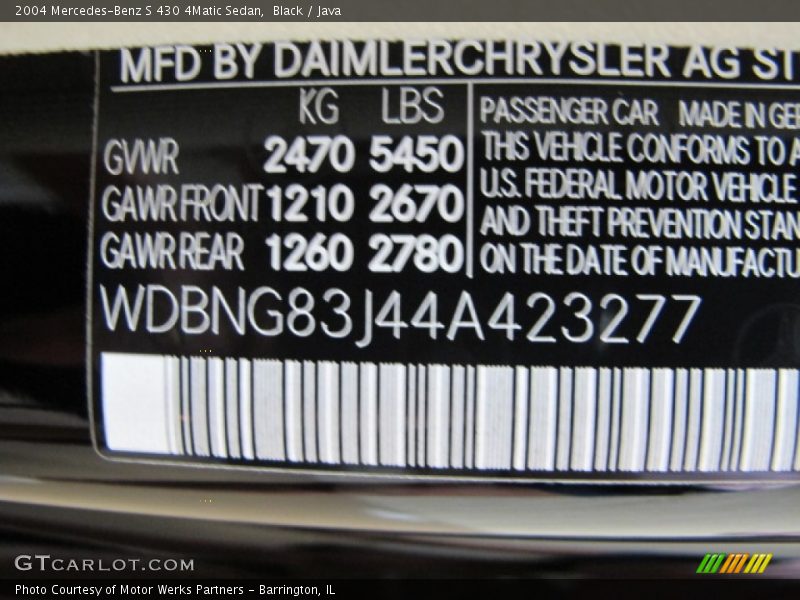 2004 Mercedes-Benz S 430 4Matic Sedan, Black / Java
MFD BY DAIMLERCHRYSLER AG ST
KG LBS
GVWR 2470 5450
GAWR FRONT 1210 2670
GAWR REAR 1260 2780
PASSENGER CAR MADE IN GER
THIS VEHICLE CONFORMS TO A
U.S. FEDERAL MOTOR VEHICLE
AND THEFT PREVENTION STAN
ON THE DATE OF MANUFACTU
WDBNG83J44A423277
GTCARLOT.COM
Photo Courtesy of Motor Werks Partners - Barrington, IL